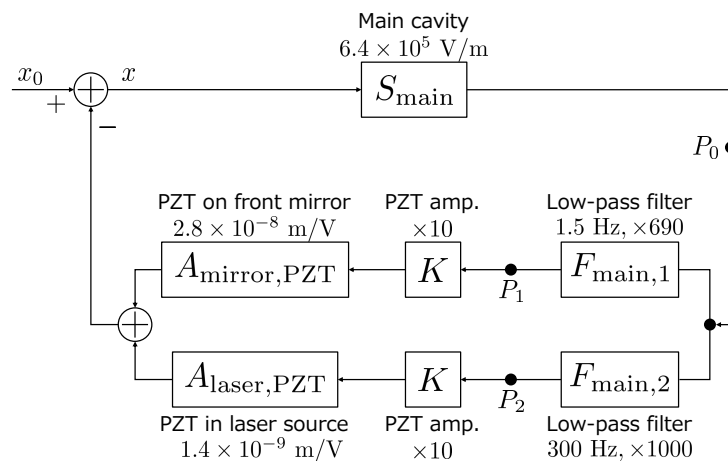 Main cavity
6.4 × 10⁵ V/m
x₀
x
S_main
+
−
P₀
PZT on front mirror
2.8 × 10⁻⁸ m/V
PZT amp.
×10
Low-pass filter
1.5 Hz, ×690
A_mirror,PZT
K
P₁
F_main,1
A_laser,PZT
K
P₂
F_main,2
PZT in laser source
1.4 × 10⁻⁹ m/V
PZT amp.
×10
Low-pass filter
300 Hz, ×1000